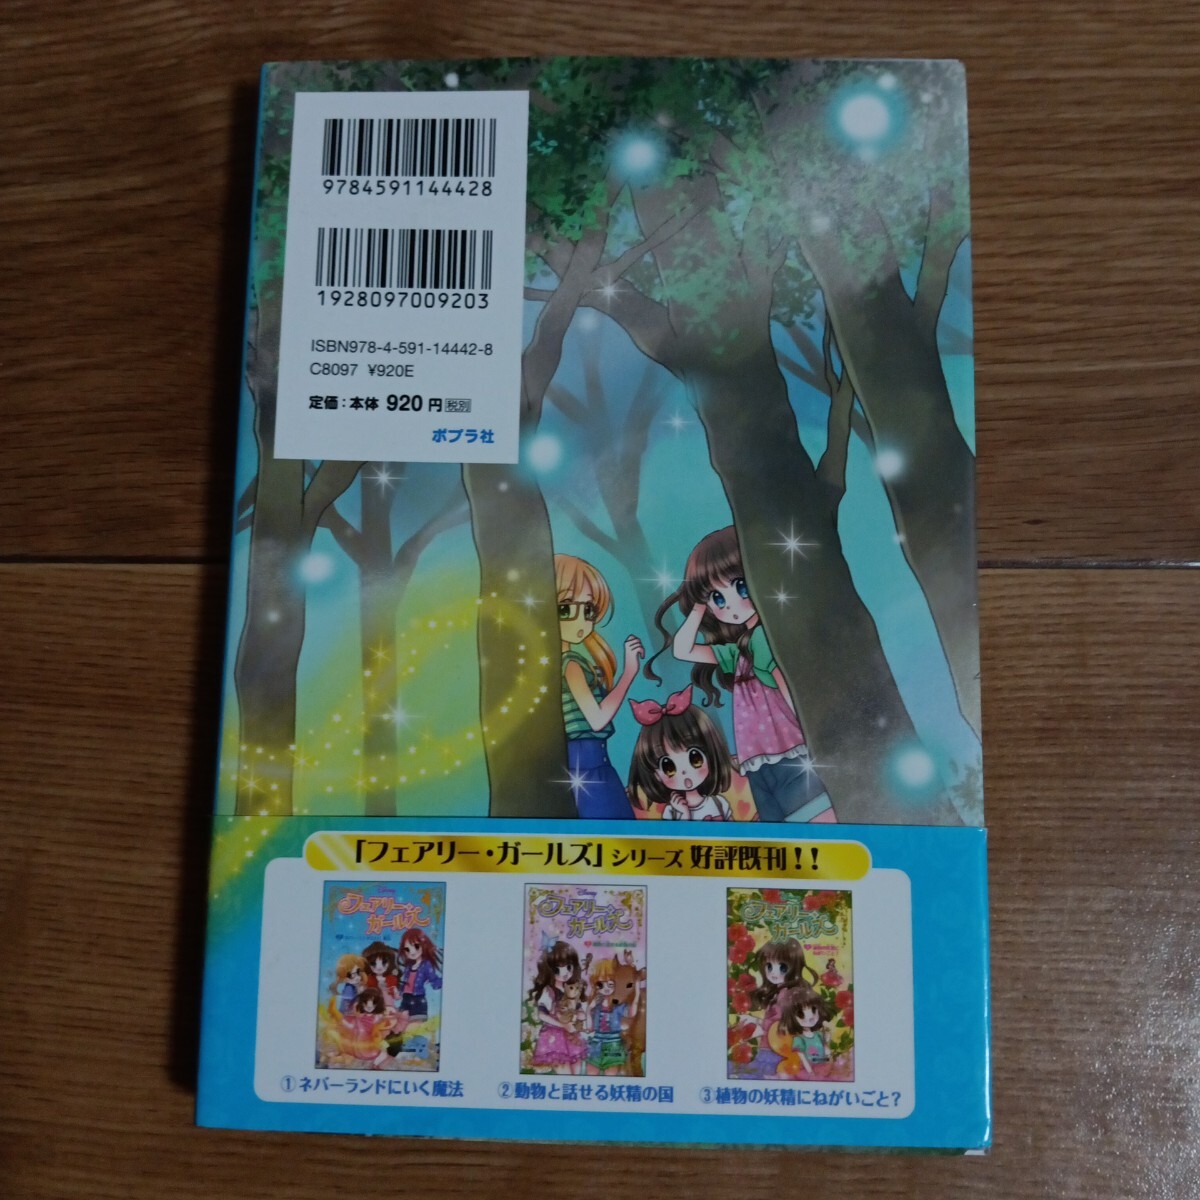 9784591144428
1928097009203
ISBN978-4-591-14442-8
C8097 ¥920E
定価：本体 920円 税別
ポプラ社
「フェアリー・ガールズ」シリーズ 好評既刊！！
Disney
フェアリー
ガールズ
Disney
フェアリー
ガールズ
フェアリー
ガールズ
①ネバーランドにいく魔法
②動物と話せる妖精の国
③植物の妖精にねがいごと？